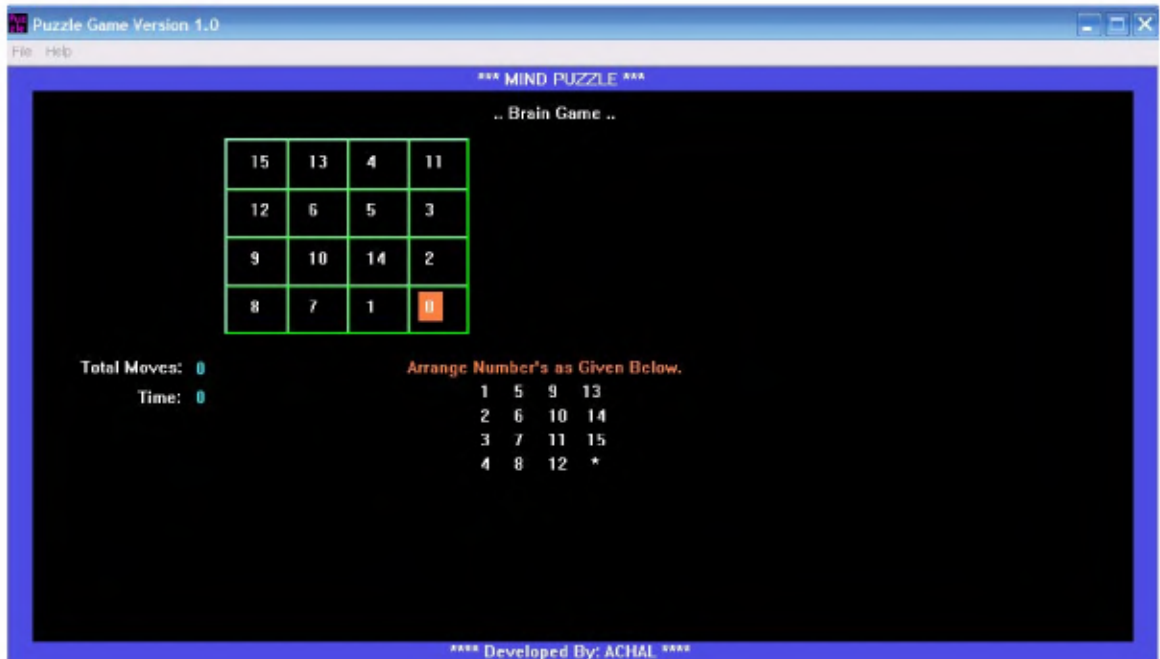 Puzzle Game Version 1.0
File Help
*** MIND PUZZLE ***
.. Brain Game ..
15 13 4 11
12 6 5 3
9 10 14 2
8 7 1 0
Total Moves: 0
Arrange Number's as Given Below.
Time: 0
1 5 9 13
2 6 10 14
3 7 11 15
4 8 12 *
**** Developed By: ACHAL ****